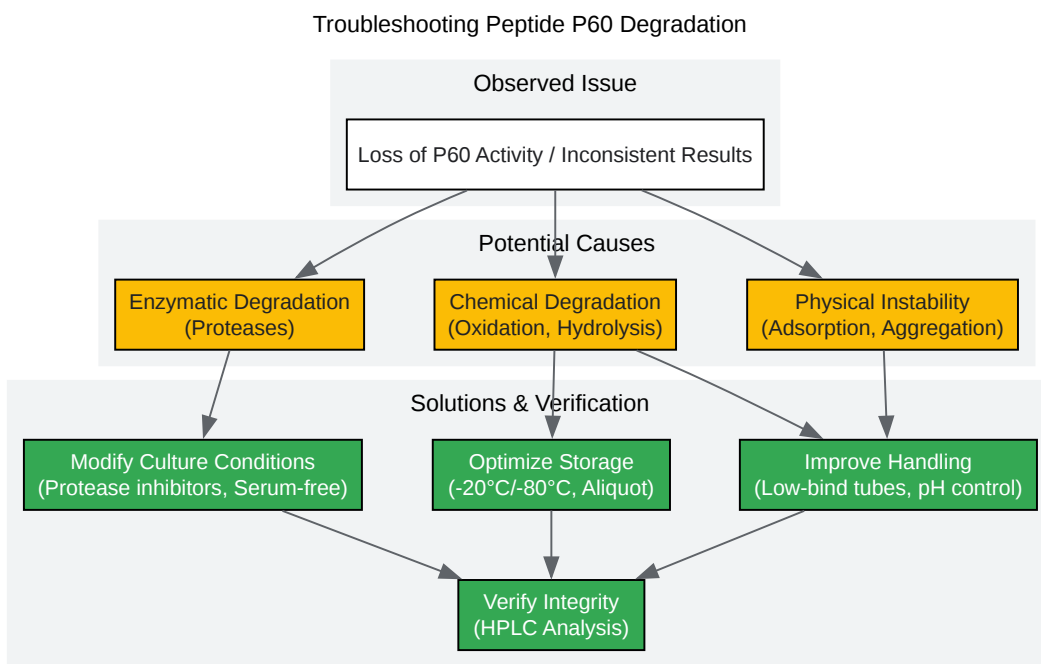 Troubleshooting Peptide P60 Degradation
Observed Issue
Loss of P60 Activity / Inconsistent Results
Potential Causes
Enzymatic Degradation
(Proteases)
Chemical Degradation
(Oxidation, Hydrolysis)
Physical Instability
(Adsorption, Aggregation)
Solutions & Verification
Modify Culture Conditions
(Protease inhibitors, Serum-free)
Optimize Storage
(-20°C/-80°C, Aliquot)
Improve Handling
(Low-bind tubes, pH control)
Verify Integrity
(HPLC Analysis)